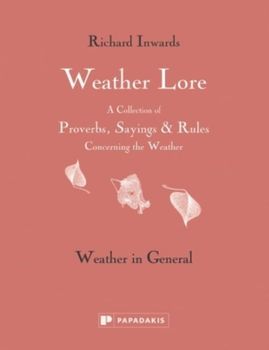 Richard Inwards
Weather Lore
A Collection of
Proverbs, Sayings & Rules
Concerning the Weather
Weather in General
P PAPADAKIS